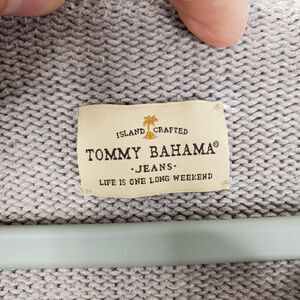 ISLAND CRAFTED
TOMMY BAHAMA®
-JEANS-
LIFE IS ONE LONG WEEKEND